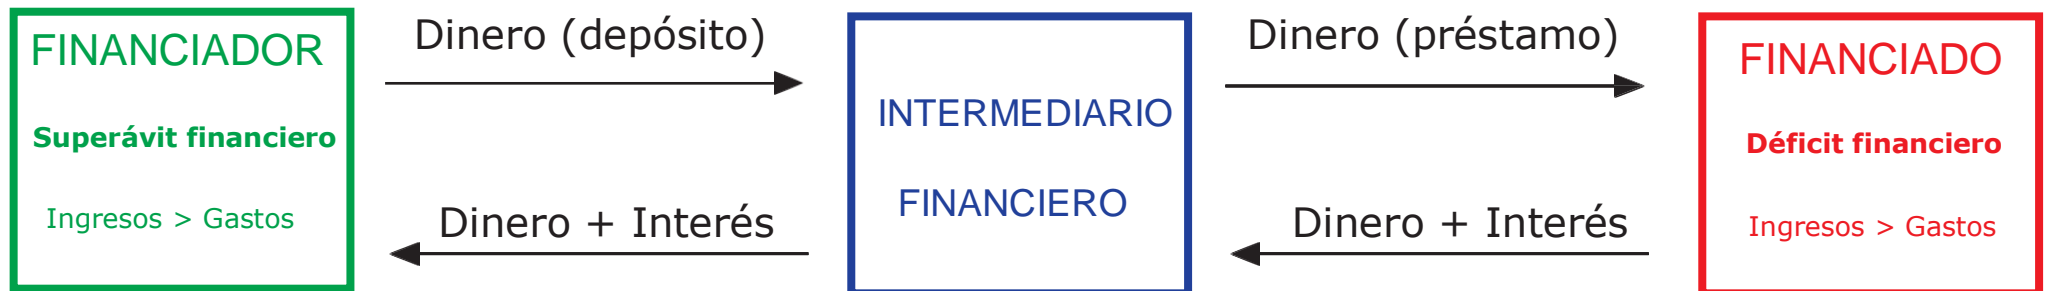 FINANCIADOR
Superávit financiero
Ingresos > Gastos
Dinero (depósito)
Dinero + Interés
INTERMEDIARIO
FINANCIERO
Dinero (préstamo)
Dinero + Interés
FINANCIADO
Déficit financiero
Ingresos > Gastos